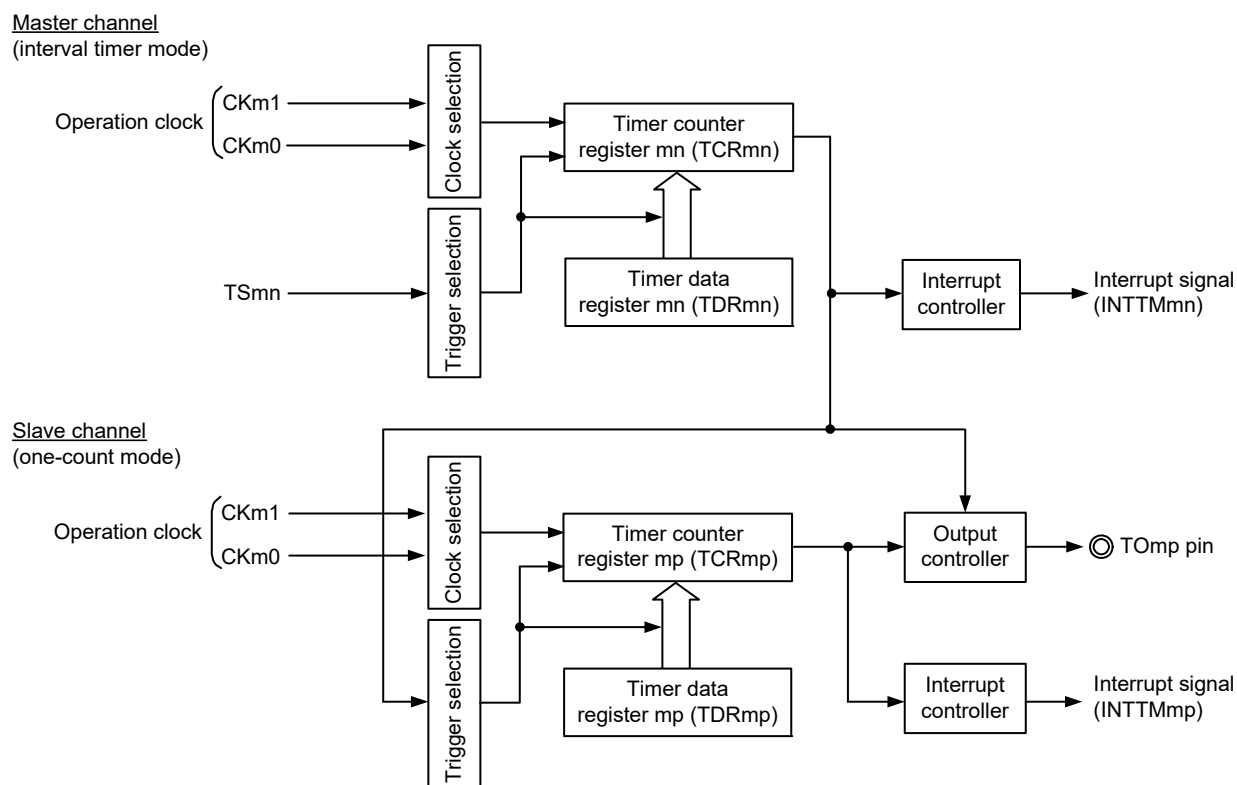 Master channel
(interval timer mode)
Operation clock
CKm1
CKm0
Clock selection
Timer counter
register mn (TCRmn)
TSmn
Trigger selection
Timer data
register mn (TDRmn)
Interrupt
controller
Interrupt signal
(INTTMmn)
Slave channel
(one-count mode)
Operation clock
CKm1
CKm0
Clock selection
Timer counter
register mp (TCRmp)
Output
controller
TOmp pin
Trigger selection
Timer data
register mp (TDRmp)
Interrupt
controller
Interrupt signal
(INTTMmp)